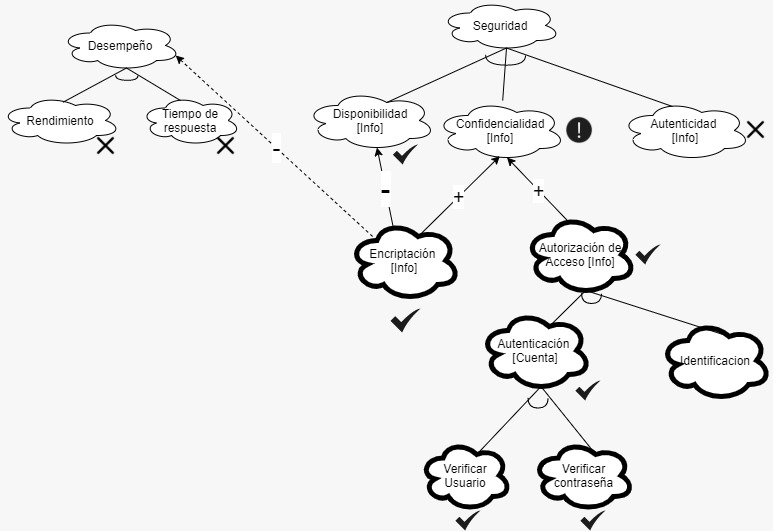 Seguridad
Desempeño
Rendimiento
Tiempo de
respuesta
Disponibilidad
[Info]
Confidencialidad
[Info]
!
Autenticidad
[Info]
-
-
+
+
Encriptación
[Info]
Autorización de
Acceso [Info]
Autenticación
[Cuenta]
Identificacion
Verificar
Usuario
Verificar
contraseña